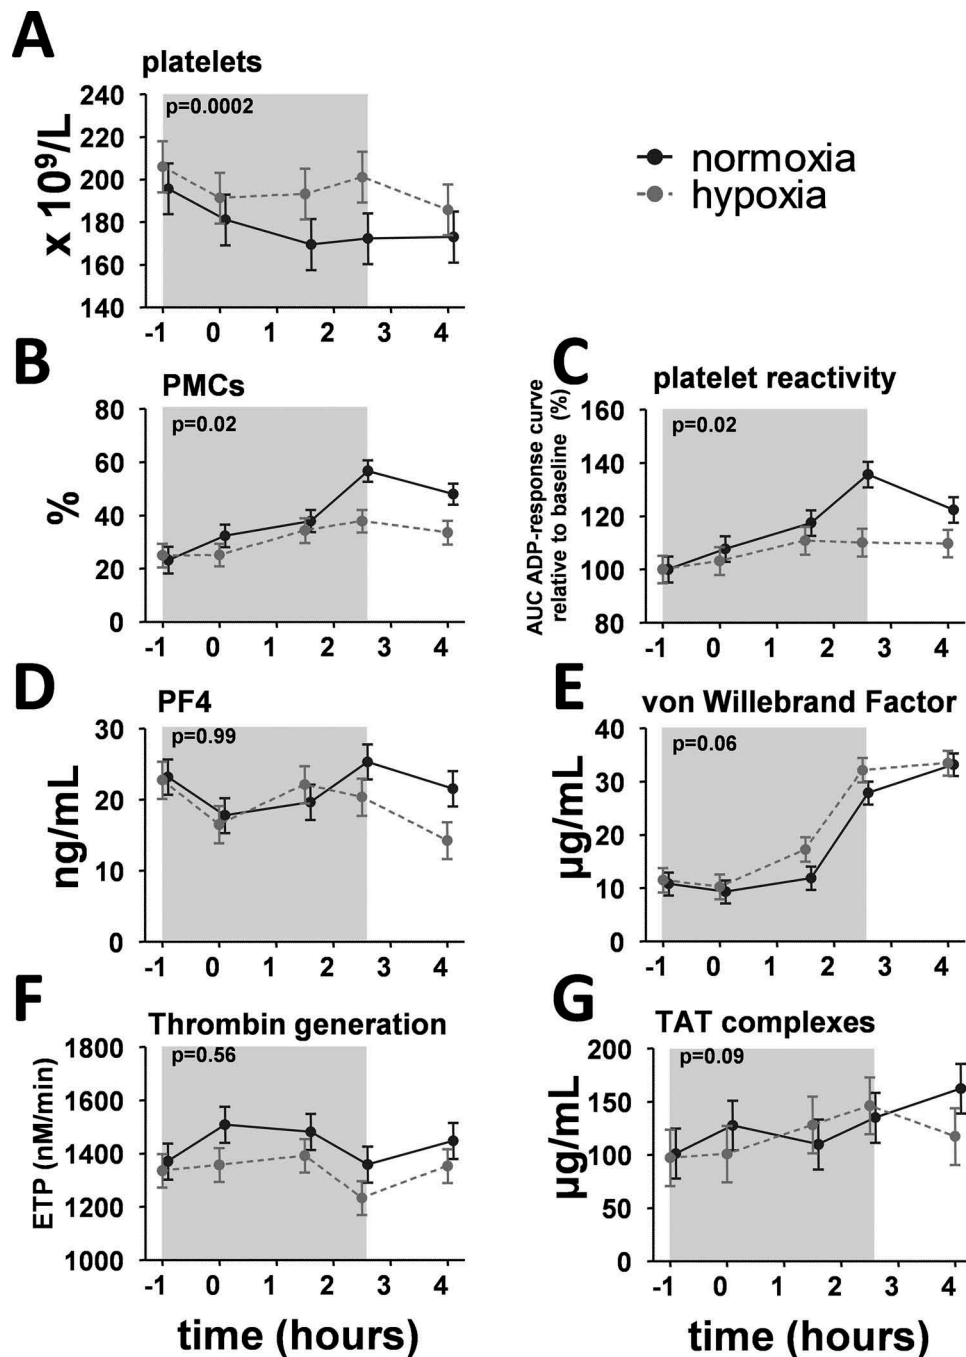 A
platelets
x 10⁹/L
240
220
200
180
160
140
p=0.0002
-1 0 1 2 3 4
normoxia
hypoxia
B
PMCs
%
80
60
40
20
0
p=0.02
-1 0 1 2 3 4
C
platelet reactivity
AUC ADP-response curve
relative to baseline (%)
160
140
120
100
80
p=0.02
-1 0 1 2 3 4
D
PF4
ng/mL
30
20
10
0
p=0.99
-1 0 1 2 3 4
E
von Willebrand Factor
µg/mL
40
30
20
10
0
p=0.06
-1 0 1 2 3 4
F
Thrombin generation
ETP (nM/min)
1800
1600
1400
1200
1000
p=0.56
-1 0 1 2 3 4
time (hours)
G
TAT complexes
µg/mL
200
150
100
50
0
p=0.09
-1 0 1 2 3 4
time (hours)